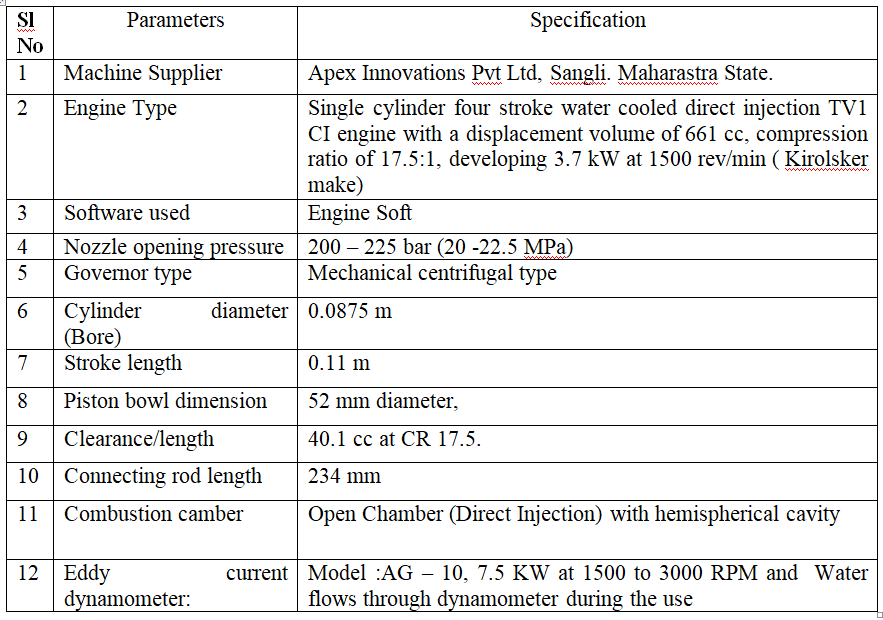 Sl No Parameters Specification
1 Machine Supplier Apex Innovations Pvt Ltd, Sangli. Maharastra State.
2 Engine Type Single cylinder four stroke water cooled direct injection TV1
CI engine with a displacement volume of 661 cc, compression
ratio of 17.5:1, developing 3.7 kW at 1500 rev/min ( Kirolsker
make)
3 Software used Engine Soft
4 Nozzle opening pressure 200 – 225 bar (20 -22.5 MPa)
5 Governor type Mechanical centrifugal type
6 Cylinder diameter (Bore) 0.0875 m
7 Stroke length 0.11 m
8 Piston bowl dimension 52 mm diameter,
9 Clearance/length 40.1 cc at CR 17.5.
10 Connecting rod length 234 mm
11 Combustion camber Open Chamber (Direct Injection) with hemispherical cavity
12 Eddy current dynamometer: Model :AG – 10, 7.5 KW at 1500 to 3000 RPM and Water
flows through dynamometer during the use